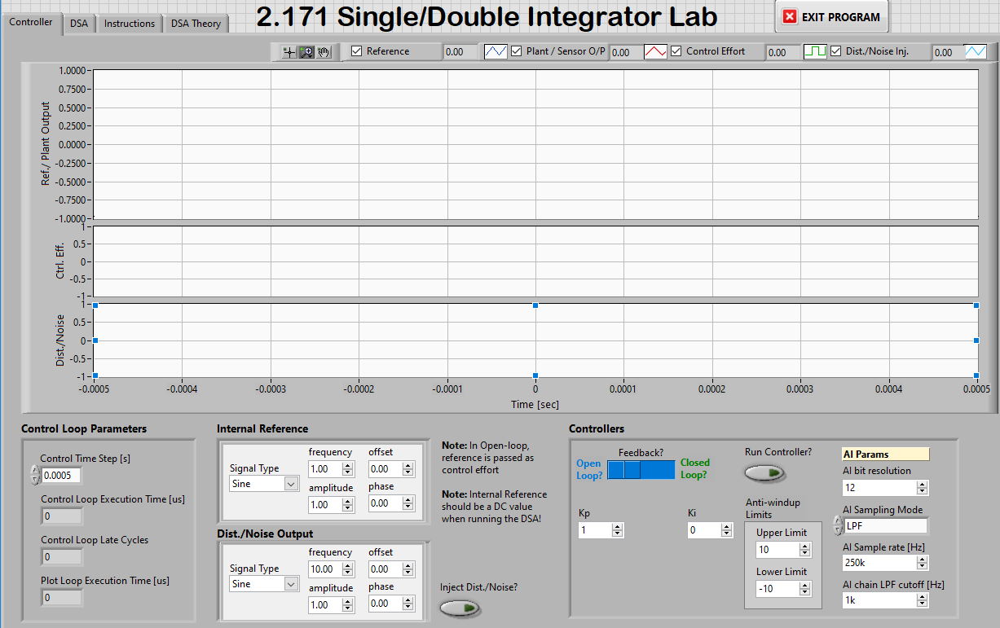 2.171 Single/Double Integrator Lab
EXIT PROGRAM
Controller
DSA
Instructions
DSA Theory
Reference
0.00
Plant / Sensor O/P
0.00
Control Effort
0.00
Dist./Noise Inj.
0.00
Ref./ Plant Output
1.0000
0.7500
0.5000
0.2500
0.0000
-0.2500
-0.5000
-0.7500
-1.0000
Ctrl. Eff.
1
0.5
0
-0.5
-1
Dist./Noise
1
0.5
0
-0.5
-1
-0.0005
-0.0004
-0.0003
-0.0002
-0.0001
0
0.0001
0.0002
0.0003
0.0004
0.0005
Time [sec]
Control Loop Parameters
Control Time Step [s]
0.0005
Control Loop Execution Time [us]
0
Control Loop Late Cycles
0
Plot Loop Execution Time [us]
0
Internal Reference
Signal Type
Sine
frequency
1.00
offset
0.00
amplitude
1.00
phase
0.00
Dist./Noise Output
Signal Type
Sine
frequency
10.00
offset
0.00
amplitude
1.00
phase
0.00
Note: In Open-loop,
reference is passed as
control effort
Note: Internal Reference
should be a DC value
when running the DSA!
Inject Dist./Noise?
Controllers
Feedback?
Open
Loop?
Closed
Loop?
Kp
1
Ki
0
Run Controller?
Anti-windup
Limits
Upper Limit
10
Lower Limit
-10
AI Params
AI bit resolution
12
AI Sampling Mode
LPF
AI Sample rate [Hz]
250k
AI chain LPF cutoff [Hz]
1k